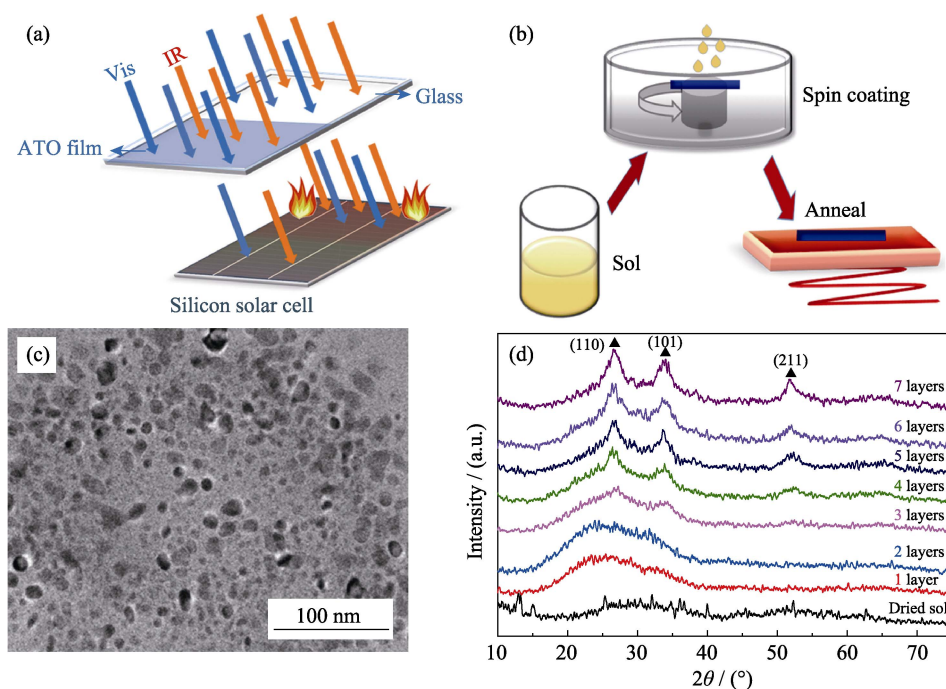 (a)
Vis
IR
Glass
ATO film
Silicon solar cell
(b)
Spin coating
Sol
Anneal
(c)
100 nm
(d)
(110)
(101)
(211)
7 layers
6 layers
5 layers
4 layers
3 layers
2 layers
1 layer
Dried sol
Intensity / (a.u.)
10 20 30 40 50 60 70
2θ / (°)